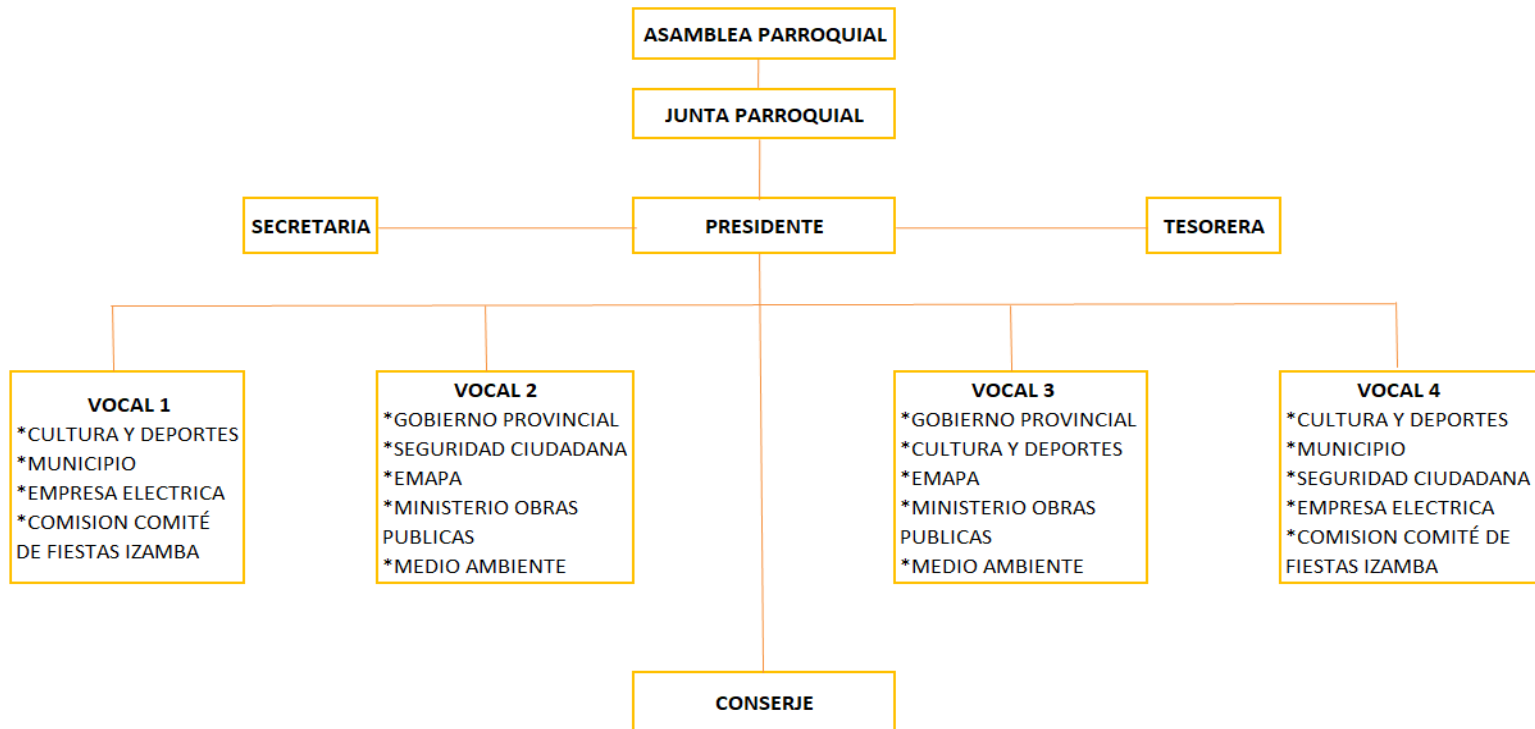 ASAMBLEA PARROQUIAL
JUNTA PARROQUIAL
SECRETARIA
PRESIDENTE
TESORERA
VOCAL 1
*CULTURA Y DEPORTES
*MUNICIPIO
*EMPRESA ELECTRICA
*COMISION COMITÉ
DE FIESTAS IZAMBA
VOCAL 2
*GOBIERNO PROVINCIAL
*SEGURIDAD CIUDADANA
*EMAPA
*MINISTERIO OBRAS
PUBLICAS
*MEDIO AMBIENTE
VOCAL 3
*GOBIERNO PROVINCIAL
*CULTURA Y DEPORTES
*EMAPA
*MINISTERIO OBRAS
PUBLICAS
*MEDIO AMBIENTE
VOCAL 4
*CULTURA Y DEPORTES
*MUNICIPIO
*SEGURIDAD CIUDADANA
*EMPRESA ELECTRICA
*COMISION COMITÉ DE
FIESTAS IZAMBA
CONSERJE